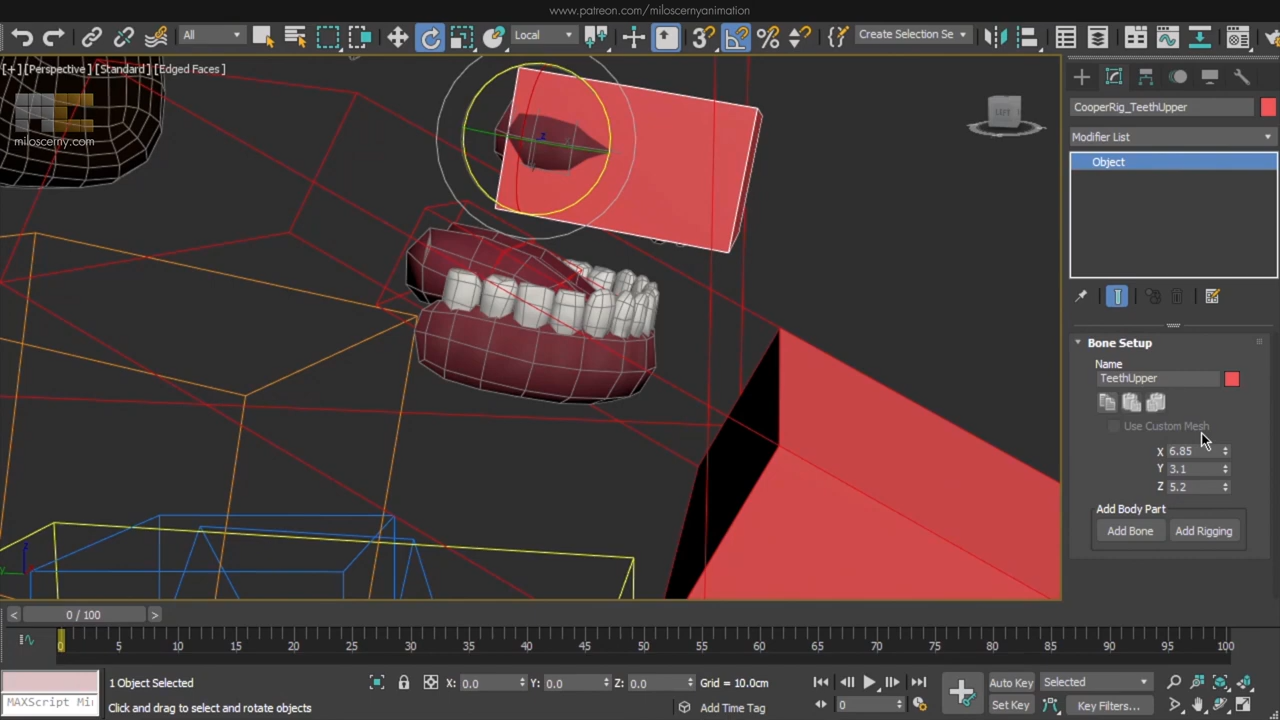 www.patreon.com/miloscernyanimation
All
Local
Create Selection Se
[+] [Perspective] [Standard] [Edged Faces]
miloscerny.com
LEFT
CooperRig_TeethUpper
Modifier List
Object
Bone Setup
Name
TeethUpper
Use Custom Mesh
X 6.85
Y 3.1
Z 5.2
Add Body Part
Add Bone Add Rigging
z
y
< 0 / 100 >
0 5 10 15 20 25 30 35 40 45 50 55 60 65 70 75 80 85 90 95 100
1 Object Selected X: 0.0 Y: 0.0 Z: 0.0 Grid = 10.0cm Auto Key Selected
MAXScript Mi Click and drag to select and rotate objects Add Time Tag 0 Set Key Key Filters...